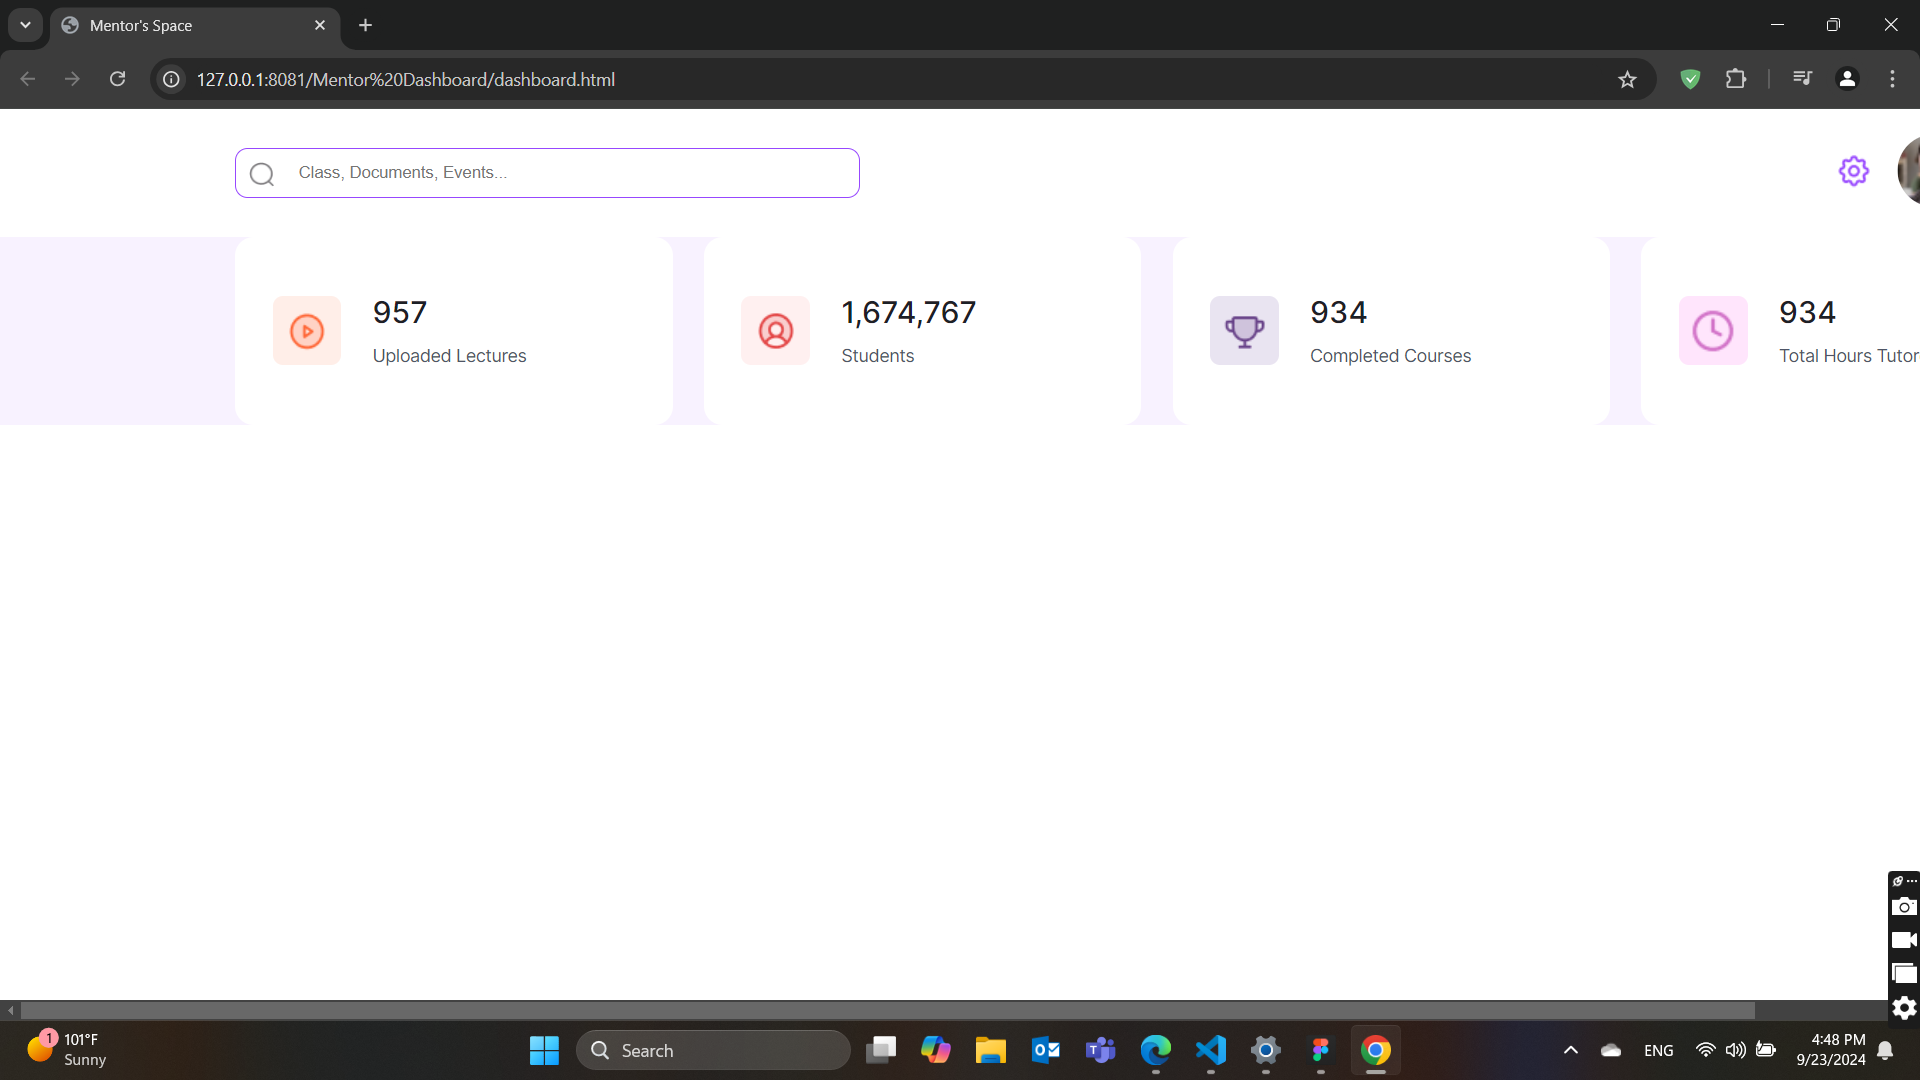 Mentor's Space
127.0.0.1:8081/Mentor%20Dashboard/dashboard.html
Class, Documents, Events...
957
Uploaded Lectures
1,674,767
Students
934
Completed Courses
934
Total Hours Tutor
1
101°F
Sunny
Search
ENG
4:48 PM
9/23/2024